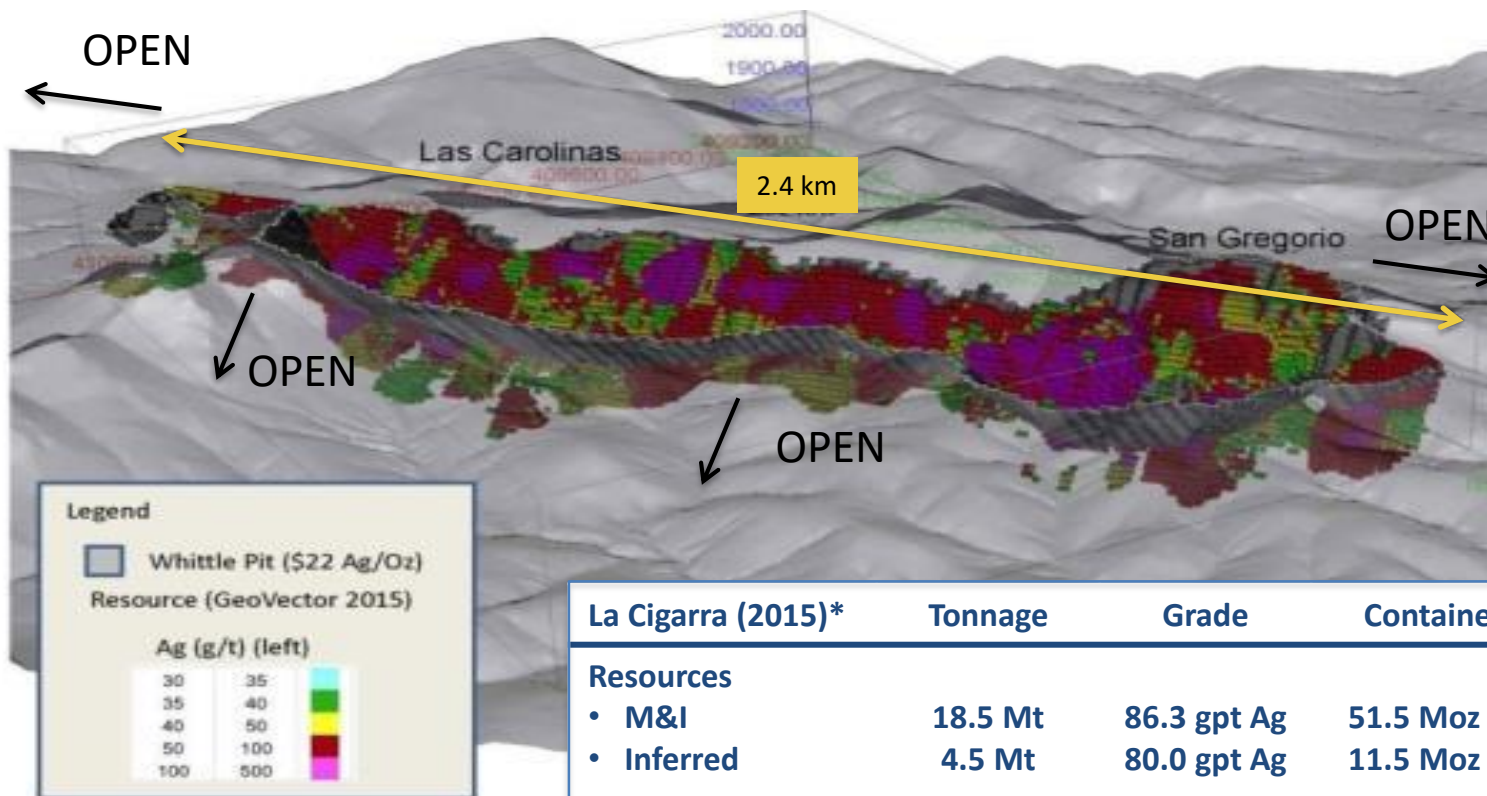 OPEN
2000.00
1900.00
Las Carolinas
2.4 km
San Gregorio
OPEN
OPEN
OPEN
Legend
Whittle Pit ($22 Ag/Oz)
Resource (GeoVector 2015)
Ag (g/t) (left)
30 35
35 40
40 50
50 100
100 500
La Cigarra (2015)* Tonnage Grade Containe
Resources
• M&I 18.5 Mt 86.3 gpt Ag 51.5 Moz
• Inferred 4.5 Mt 80.0 gpt Ag 11.5 Moz